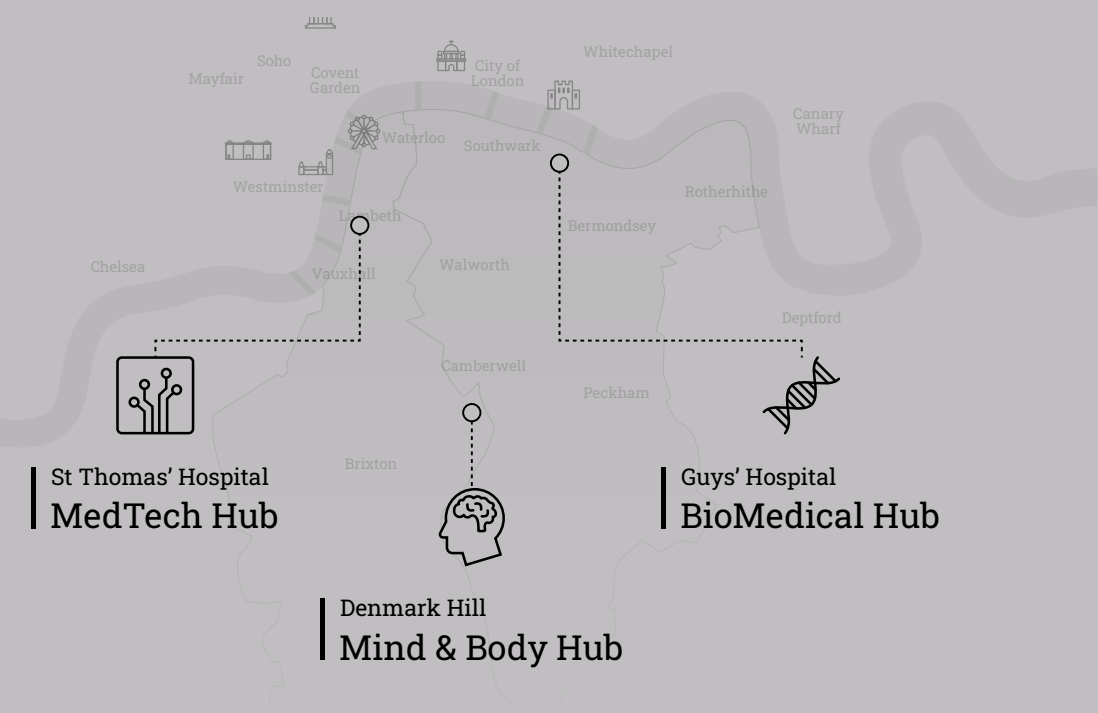 Whitechapel
Soho
City of
London
Mayfair
Covent
Garden
Canary
Wharf
Waterloo
Southwark
Westminster
Rotherhithe
Lambeth
Bermondsey
Chelsea
Vauxhall
Walworth
Deptford
Camberwell
Peckham
Brixton
St Thomas’ Hospital
MedTech Hub
Guys’ Hospital
BioMedical Hub
Denmark Hill
Mind & Body Hub